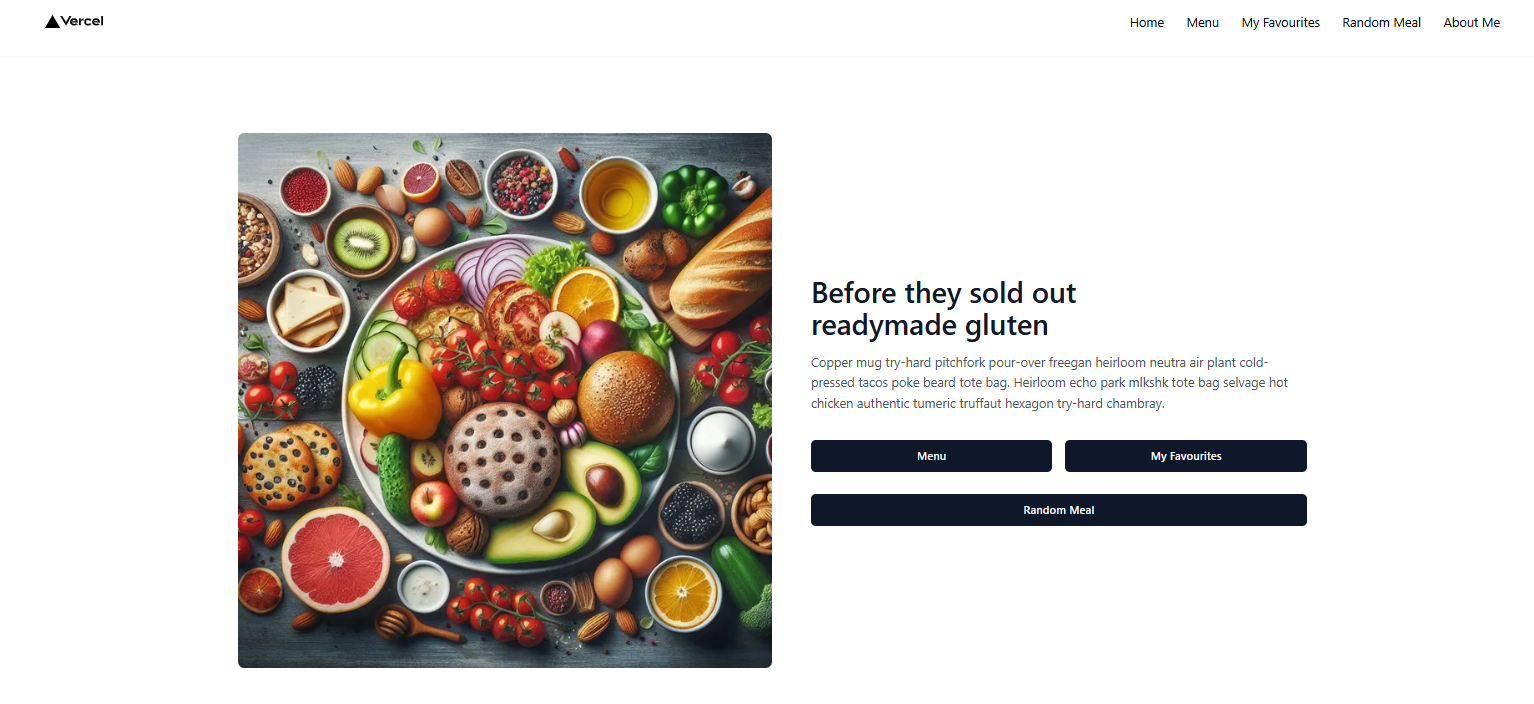 Vercel
Home Menu My Favourites Random Meal About Me
Before they sold out
readymade gluten
Copper mug try-hard pitchfork pour-over freegan heirloom neutra air plant cold-
pressed tacos poke beard tote bag. Heirloom echo park mlkshk tote bag selvage hot
chicken authentic tumeric truffaut hexagon try-hard chambray.
Menu My Favourites
Random Meal